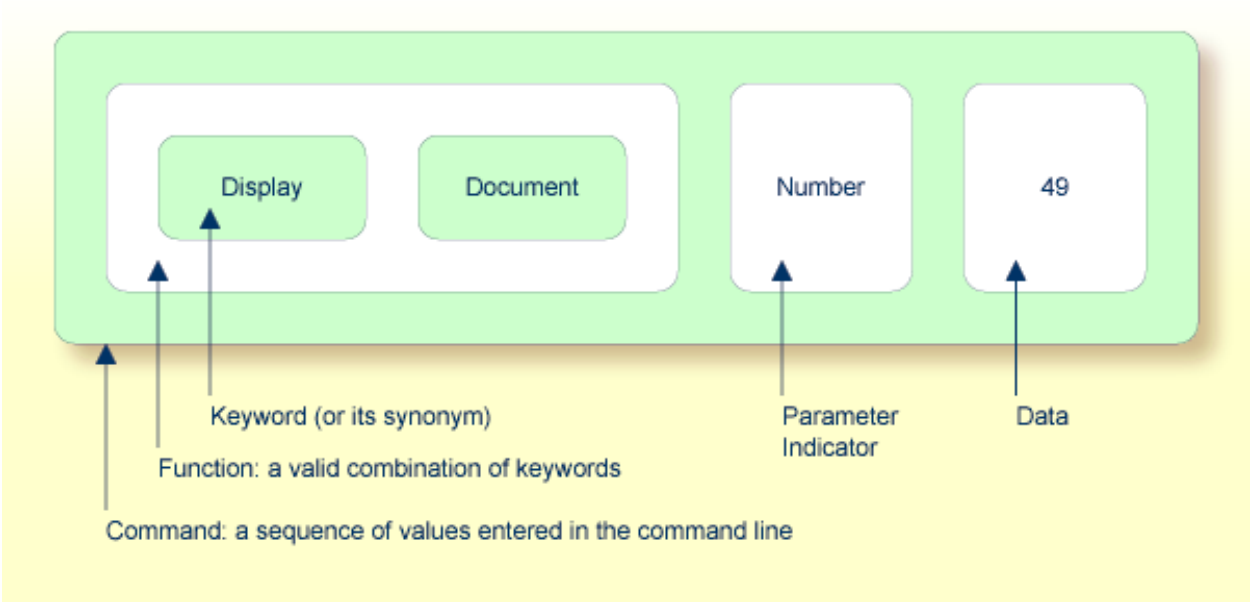 Display
Document
Number
49
Keyword (or its synonym)
Parameter
Indicator
Data
Function: a valid combination of keywords
Command: a sequence of values entered in the command line